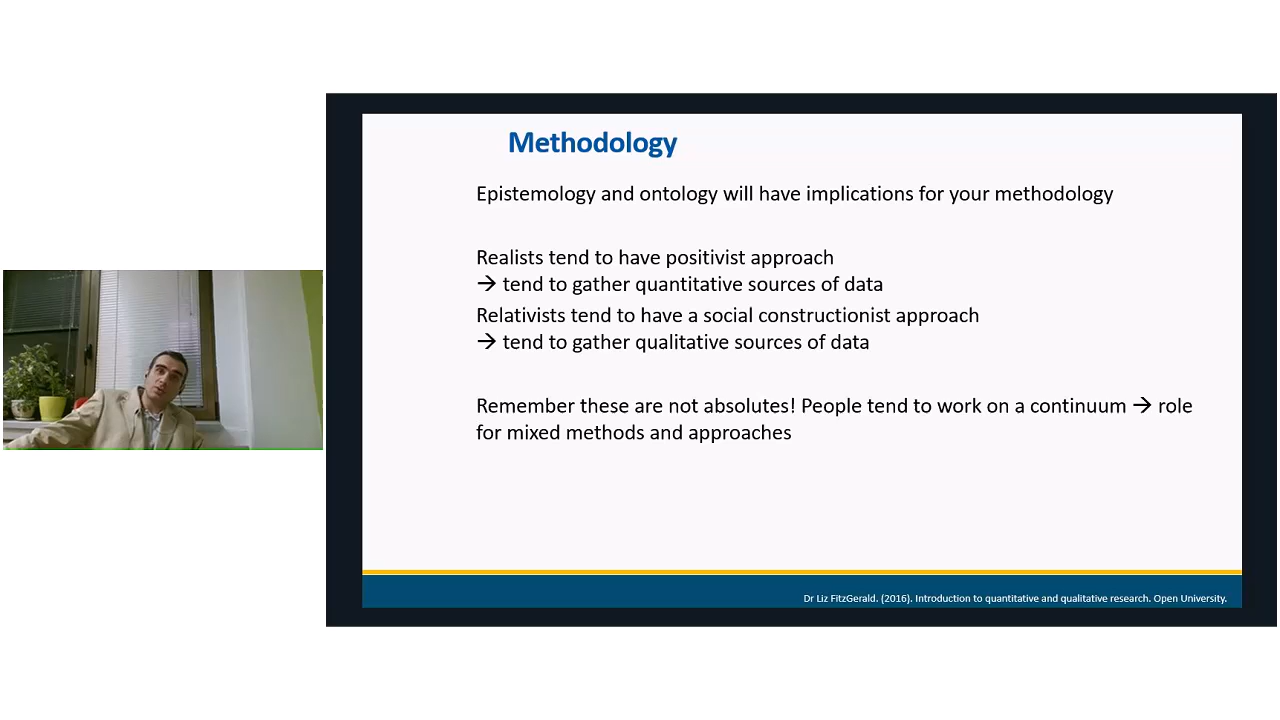 Methodology
Epistemology and ontology will have implications for your methodology
Realists tend to have positivist approach
→ tend to gather quantitative sources of data
Relativists tend to have a social constructionist approach
→ tend to gather qualitative sources of data
Remember these are not absolutes! People tend to work on a continuum → role
for mixed methods and approaches
Dr Liz FitzGerald. (2016). Introduction to quantitative and qualitative research. Open University.